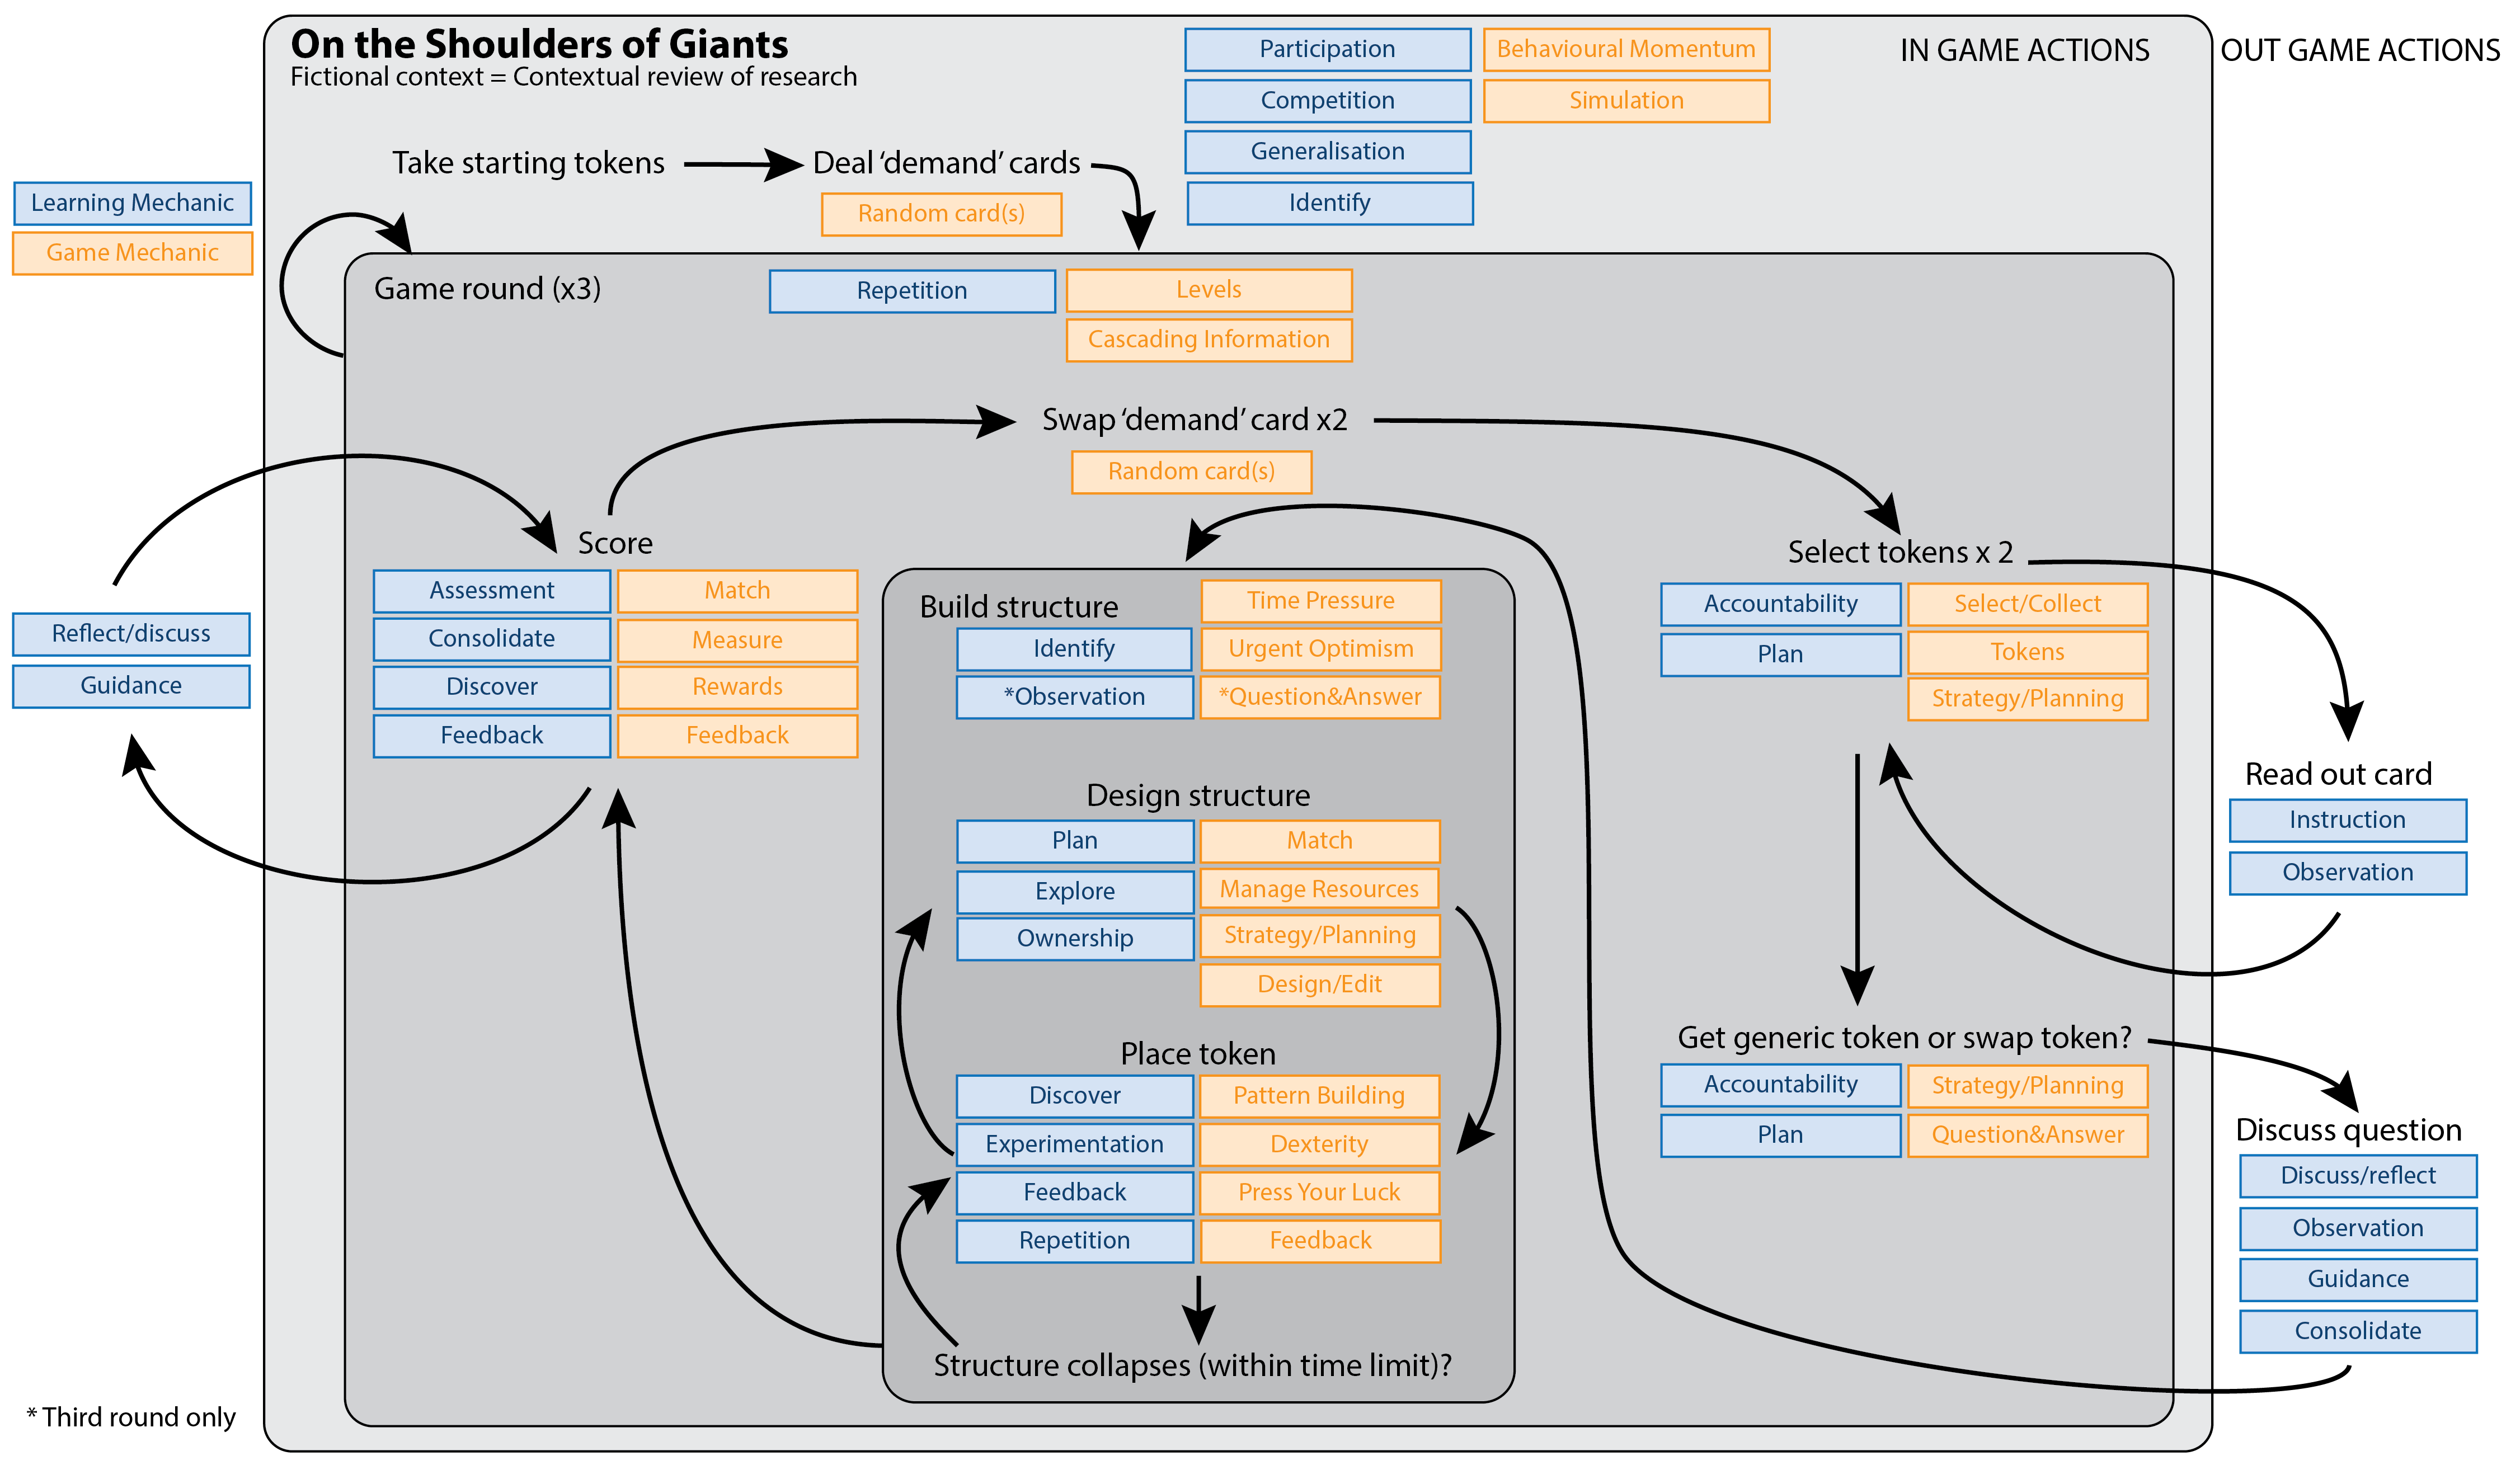 On the Shoulders of Giants
Fictional context = Contextual review of research
Participation
Behavioural Momentum
IN GAME ACTIONS
OUT GAME ACTIONS
Competition
Simulation
Generalisation
Identify
Take starting tokens
Deal ‘demand’ cards
Random card(s)
Learning Mechanic
Game Mechanic
Game round (x3)
Repetition
Levels
Cascading Information
Swap ‘demand’ card x2
Random card(s)
Score
Assessment
Match
Consolidate
Measure
Discover
Rewards
Feedback
Feedback
Reflect/discuss
Guidance
Build structure
Time Pressure
Identify
Urgent Optimism
*Observation
*Question&Answer
Design structure
Plan
Match
Explore
Manage Resources
Ownership
Strategy/Planning
Design/Edit
Place token
Discover
Pattern Building
Experimentation
Dexterity
Feedback
Press Your Luck
Repetition
Feedback
Structure collapses (within time limit)?
Select tokens x 2
Accountability
Select/Collect
Plan
Tokens
Strategy/Planning
Read out card
Instruction
Observation
Get generic token or swap token?
Accountability
Strategy/Planning
Plan
Question&Answer
Discuss question
Discuss/reflect
Observation
Guidance
Consolidate
* Third round only